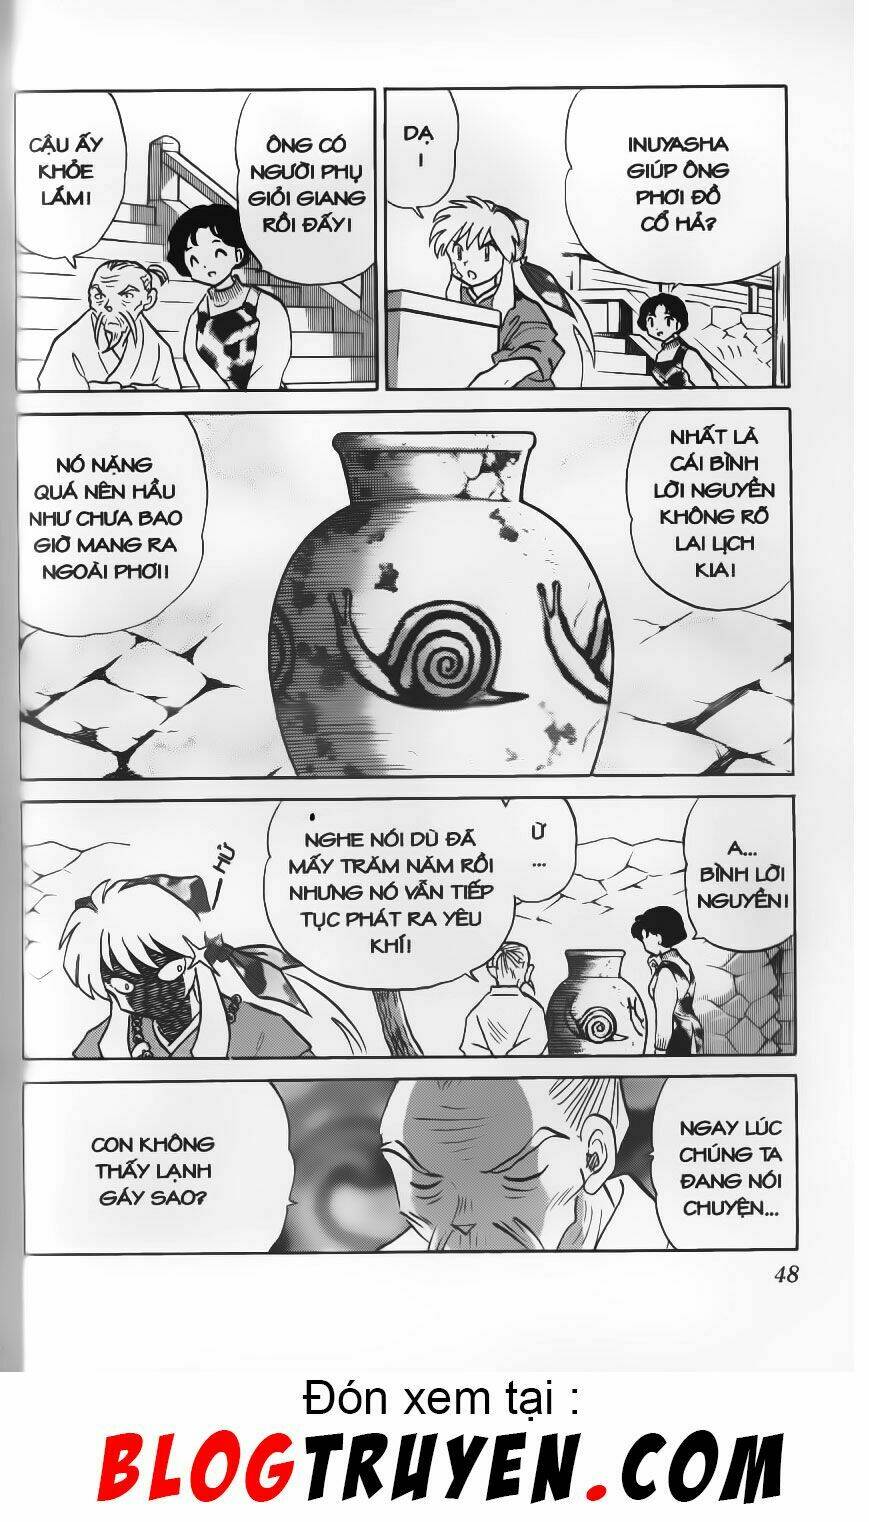 INUYASHA
GIÚP ÔNG
PHƠI ĐỒ
CỔ HẢ?
DẠ
!
ÔNG CÓ
NGƯỜI PHỤ
GIỎI GIANG
RỒI ĐẤY!
CẬU ẤY
KHỎE
LẮM!
NHẤT LÀ
CÁI BÌNH
LỜI NGUYỀN
KHÔNG RÕ
LAI LỊCH
KIA!
NÓ NẶNG
QUÁ NÊN HẦU
NHƯ CHƯA BAO
GIỜ MANG RA
NGOÀI PHƠI!
A...
BÌNH LỜI
NGUYỀN!
Ừ
...
NGHE NÓI DÙ ĐÃ
MẤY TRĂM NĂM RỒI
NHƯNG NÓ VẪN TIẾP
TỤC PHÁT RA YÊU
KHÍ!
HỬ
NGAY LÚC
CHÚNG TA
ĐANG NÓI
CHUYỆN...
CON KHÔNG
THẤY LẠNH
GÁY SAO?
48
Đón xem tại :
BLOGTRUYEN.COM